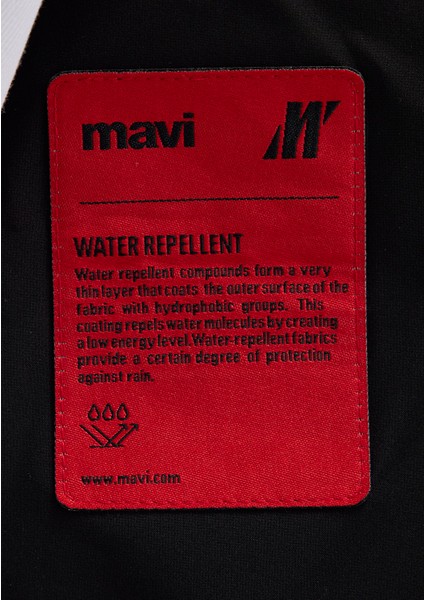 mavi
M
WATER REPELLENT
Water repellent compounds form a very
thin layer that coats the outer surface of the
fabric with hydrophobic groups. This
coating repels water molecules by creating
a low energy level. Water-repellent fabrics
provide a certain degree of protection
against rain.
www.mavi.com